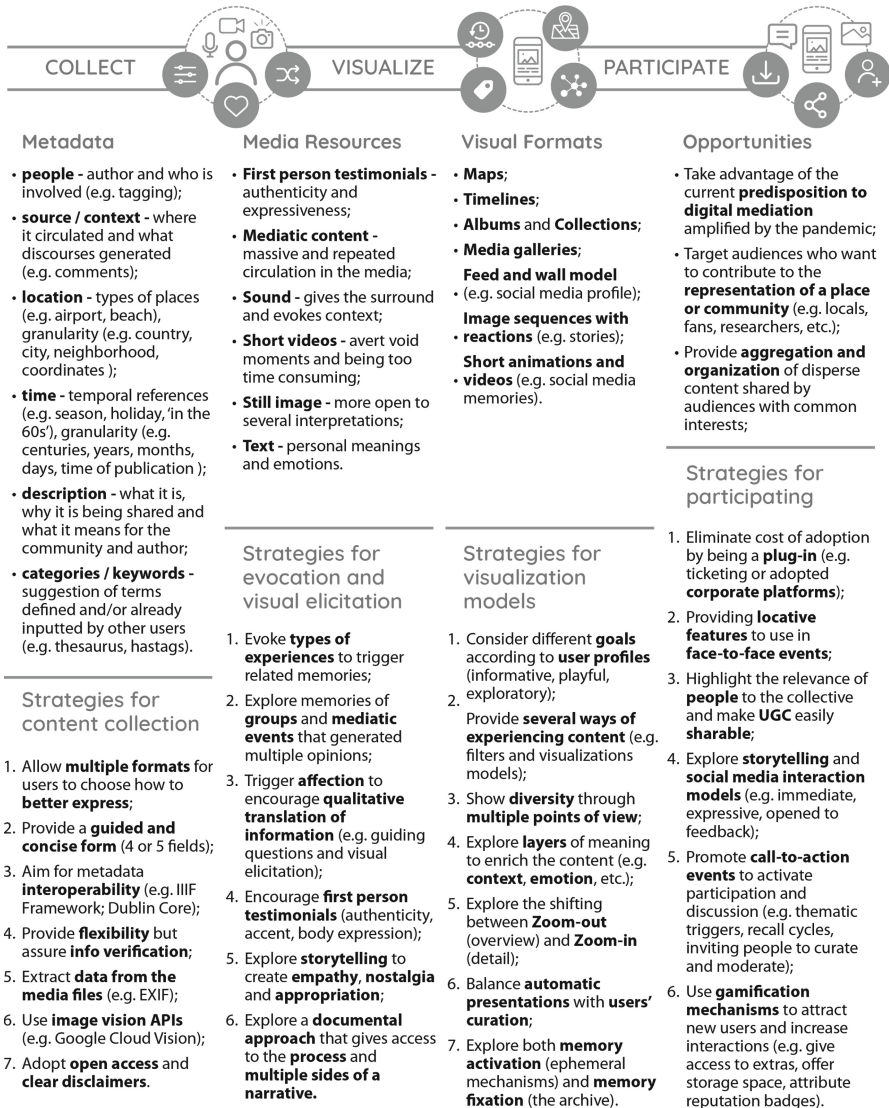 COLLECT
VISUALIZE
PARTICIPATE
Metadata
• people - author and who is
involved (e.g. tagging);
• source / context - where
it circulated and what
discourses generated
(e.g. comments);
• location - types of places
(e.g. airport, beach),
granularity (e.g. country,
city, neighborhood,
coordinates );
• time - temporal references
(e.g. season, holiday, 'in the
60s'), granularity (e.g.
centuries, years, months,
days, time of publication );
• description - what it is,
why it is being shared and
what it means for the
community and author;
• categories / keywords -
suggestion of terms
defined and/or already
inputted by other users
(e.g. thesaurus, hastags).
Strategies for
content collection
1. Allow multiple formats for
users to choose how to
better express;
2. Provide a guided and
concise form (4 or 5 fields);
3. Aim for metadata
interoperability (e.g. IIIF
Framework; Dublin Core);
4. Provide flexibility but
assure info verification;
5. Extract data from the
media files (e.g. EXIF);
6. Use image vision APIs
(e.g. Google Cloud Vision);
7. Adopt open access and
clear disclaimers.
Media Resources
• First person testimonials -
authenticity and
expressiveness;
• Mediatic content -
massive and repeated
circulation in the media;
• Sound - gives the surround
and evokes context;
• Short videos - avert void
moments and being too
time consuming;
• Still image - more open to
several interpretations;
• Text - personal meanings
and emotions.
Strategies for
evocation and
visual elicitation
1. Evoke types of
experiences to trigger
related memories;
2. Explore memories of
groups and mediatic
events that generated
multiple opinions;
3. Trigger affection to
encourage qualitative
translation of
information (e.g. guiding
questions and visual
elicitation);
4. Encourage first person
testimonials (authenticity,
accent, body expression);
5. Explore storytelling to
create empathy, nostalgia
and appropriation;
6. Explore a documental
approach that gives access
to the process and
multiple sides of a
narrative.
Visual Formats
• Maps;
• Timelines;
• Albums and Collections;
• Media galleries;
Feed and wall model
• (e.g. social media profile);
Image sequences with
• reactions (e.g. stories);
Short animations and
• videos (e.g. social media
memories).
Strategies for
visualization
models
1. Consider different goals
according to user profiles
(informative, playful,
exploratory);
2.
Provide several ways of
experiencing content (e.g.
filters and visualizations
models);
3. Show diversity through
multiple points of view;
4. Explore layers of meaning
to enrich the content (e.g.
context, emotion, etc.);
5. Explore the shifting
between Zoom-out
(overview) and Zoom-in
(detail);
6. Balance automatic
presentations with users'
curation;
7. Explore both memory
activation (ephemeral
mechanisms) and memory
fixation (the archive).
Opportunities
• Take advantage of the
current predisposition to
digital mediation
amplified by the pandemic;
• Target audiences who want
to contribute to the
representation of a place
or community (e.g. locals,
fans, researchers, etc.);
• Provide aggregation and
organization of disperse
content shared by
audiences with common
interests;
Strategies for
participating
1. Eliminate cost of adoption
by being a plug-in (e.g.
ticketing or adopted
corporate platforms);
2. Providing locative
features to use in
face-to-face events;
3. Highlight the relevance of
people to the collective
and make UGC easily
sharable;
4. Explore storytelling and
social media interaction
models (e.g. immediate,
expressive, opened to
feedback);
5. Promote call-to-action
events to activate
participation and
discussion (e.g. thematic
triggers, recall cycles,
inviting people to curate
and moderate);
6. Use gamification
mechanisms to attract
new users and increase
interactions (e.g. give
access to extras, offer
storage space, attribute
reputation badges).